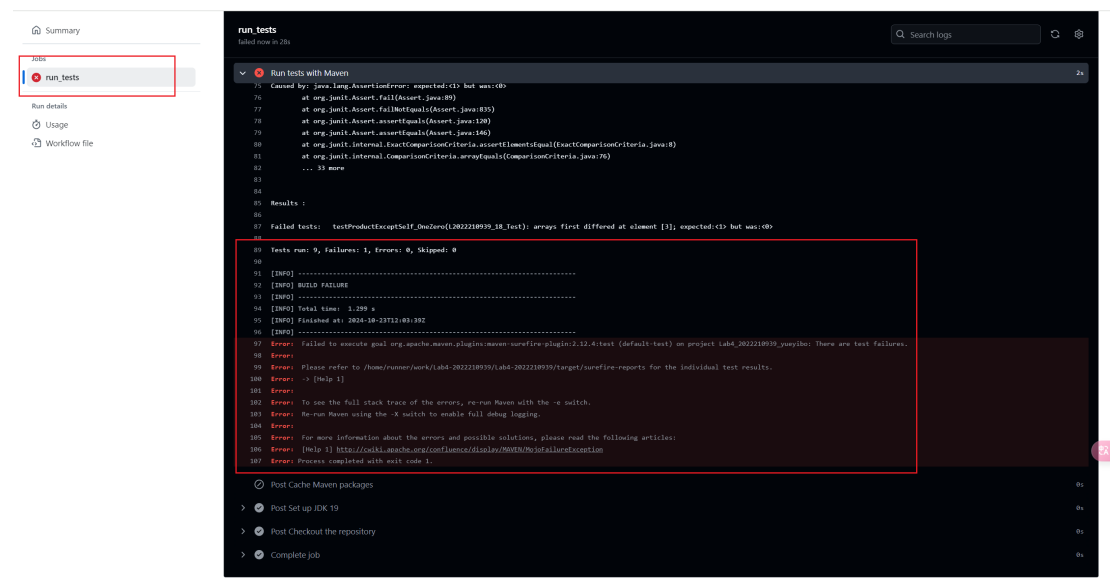 Summary
Jobs
run_tests
Run details
Usage
Workflow file
run_tests
failed now in 28s
Search logs
Run tests with Maven
2s
75 Caused by: java.lang.AssertionError: expected:<1> but was:<0>
76 at org.junit.Assert.fail(Assert.java:89)
77 at org.junit.Assert.failNotEquals(Assert.java:835)
78 at org.junit.Assert.assertEquals(Assert.java:120)
79 at org.junit.Assert.assertEquals(Assert.java:146)
80 at org.junit.internal.ExactComparisonCriteria.assertElementsEqual(ExactComparisonCriteria.java:8)
81 at org.junit.internal.ComparisonCriteria.arrayEquals(ComparisonCriteria.java:76)
82 ... 33 more
83
84
85 Results :
86
87 Failed tests: testProductExceptSelf_OneZero(L2022210939_18_Test): arrays first differed at element [3]; expected:<1> but was:<0>
88
89 Tests run: 9, Failures: 1, Errors: 0, Skipped: 0
90
91 [INFO] ------------------------------------------------------------------------
92 [INFO] BUILD FAILURE
93 [INFO] ------------------------------------------------------------------------
94 [INFO] Total time: 1.299 s
95 [INFO] Finished at: 2024-10-23T12:03:39Z
96 [INFO] ------------------------------------------------------------------------
97 Error: Failed to execute goal org.apache.maven.plugins:maven-surefire-plugin:2.12.4:test (default-test) on project Lab4_2022210939_yueyibo: There are test failures.
98 Error:
99 Error: Please refer to /home/runner/work/Lab4-2022210939/Lab4-2022210939/target/surefire-reports for the individual test results.
100 Error: -> [Help 1]
101 Error:
102 Error: To see the full stack trace of the errors, re-run Maven with the -e switch.
103 Error: Re-run Maven using the -X switch to enable full debug logging.
104 Error:
105 Error: For more information about the errors and possible solutions, please read the following articles:
106 Error: [Help 1] http://cwiki.apache.org/confluence/display/MAVEN/MojoFailureException
107 Error: Process completed with exit code 1.
Post Cache Maven packages
0s
Post Set up JDK 19
0s
Post Checkout the repository
0s
Complete job
0s